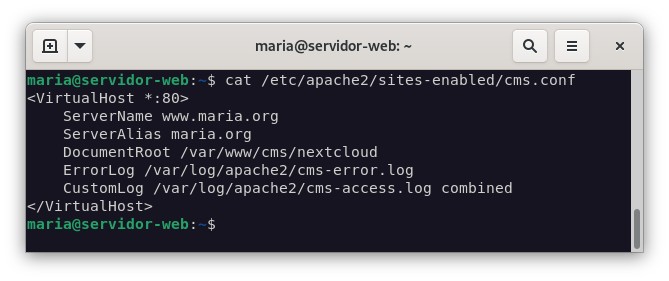 maria@servidor-web: ~
maria@servidor-web:~$ cat /etc/apache2/sites-enabled/cms.conf
<VirtualHost *:80>
    ServerName www.maria.org
    ServerAlias maria.org
    DocumentRoot /var/www/cms/nextcloud
    ErrorLog /var/log/apache2/cms-error.log
    CustomLog /var/log/apache2/cms-access.log combined
</VirtualHost>
maria@servidor-web:~$